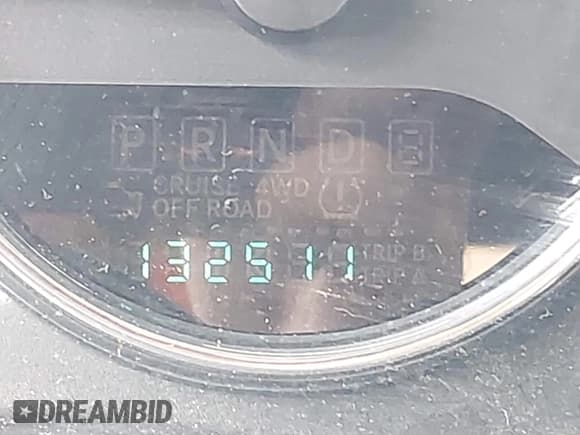 P R N D E
CRUISE 4WD
OFF ROAD
132511 TRIP B
TRIP A
DREAMBID